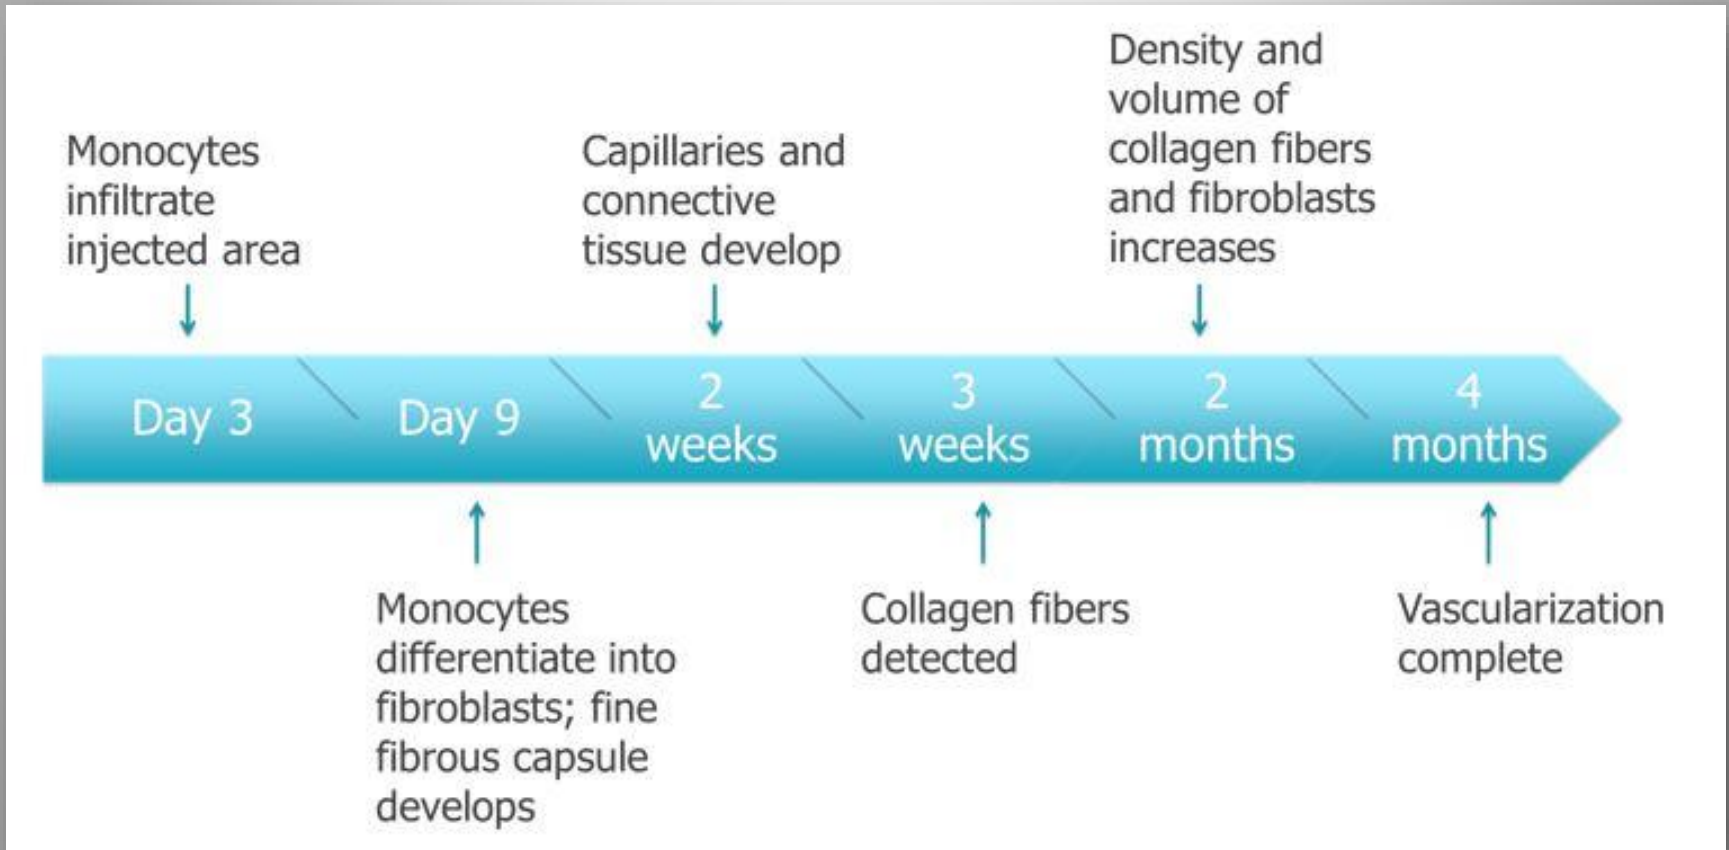 Monocytes
infiltrate
injected area
Capillaries and
connective
tissue develop
Density and
volume of
collagen fibers
and fibroblasts
increases
Day 3
Day 9
2
weeks
3
weeks
2
months
4
months
Monocytes
differentiate into
fibroblasts; fine
fibrous capsule
develops
Collagen fibers
detected
Vascularization
complete